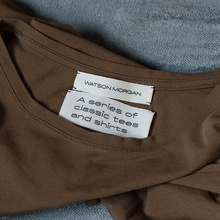 WATSON MORGAN
A series of
classic tees
and shirts